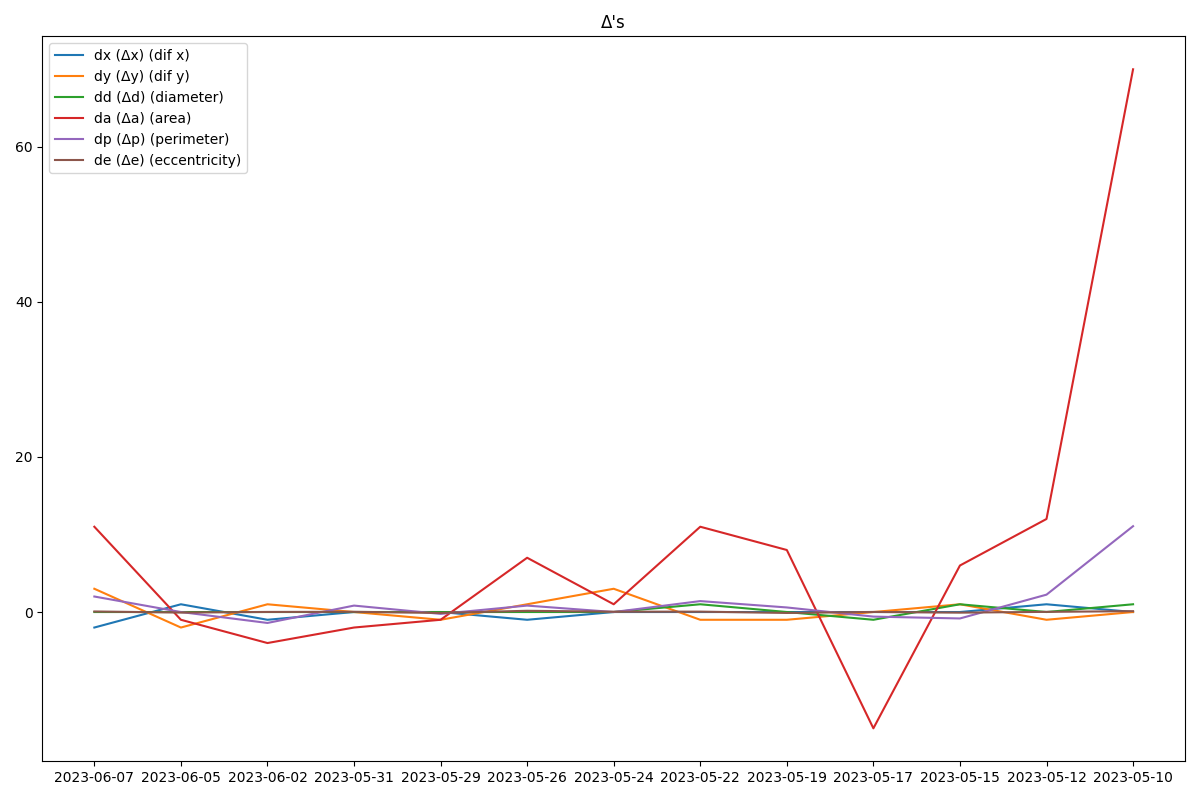 Δ's
dx (Δx) (dif x)
dy (Δy) (dif y)
dd (Δd) (diameter)
da (Δa) (area)
dp (Δp) (perimeter)
de (Δe) (eccentricity)
60
40
20
0
2023-06-07 2023-06-05 2023-06-02 2023-05-31 2023-05-29 2023-05-26 2023-05-24 2023-05-22 2023-05-19 2023-05-17 2023-05-15 2023-05-12 2023-05-10